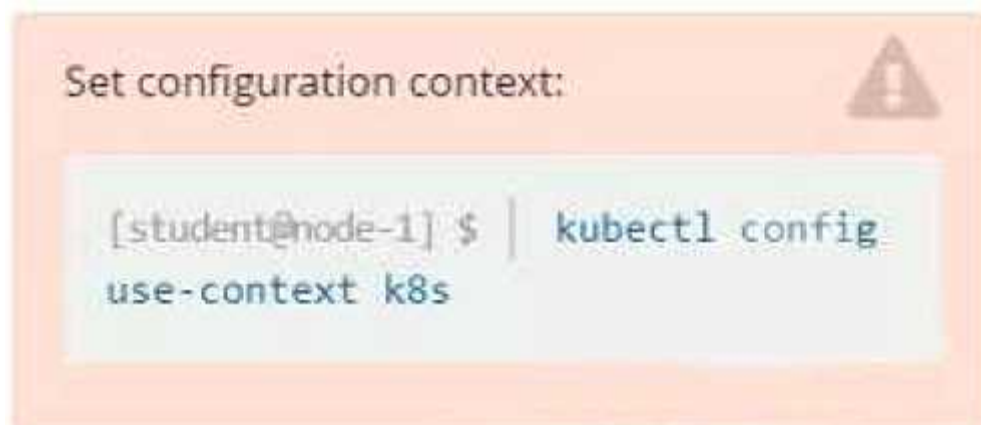 Set configuration context:
[student@node-1] $ | kubectl config
use-context k8s